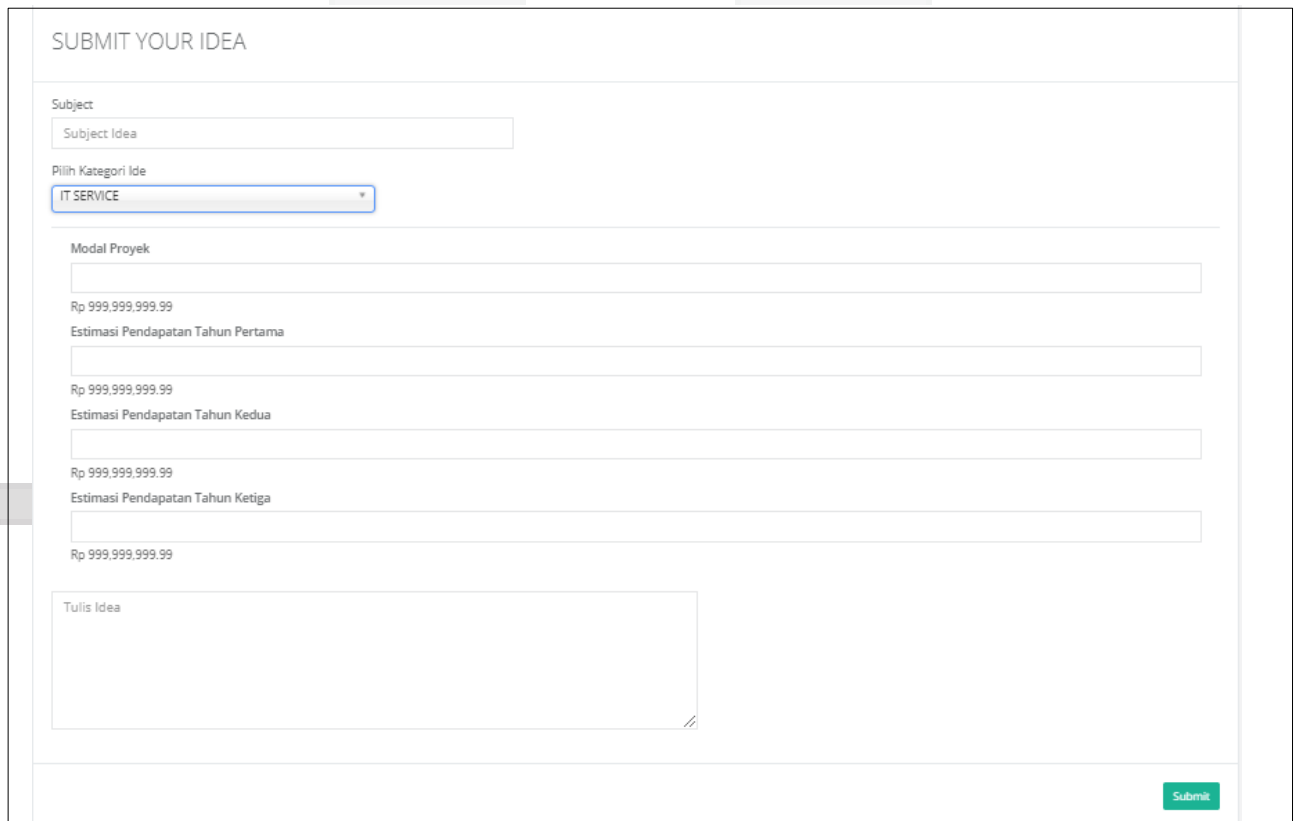 SUBMIT YOUR IDEA
Subject
Subject Idea
Pilih Kategori Ide
IT SERVICE
Modal Proyek
Rp 999,999,999.99
Estimasi Pendapatan Tahun Pertama
Rp 999,999,999.99
Estimasi Pendapatan Tahun Kedua
Rp 999,999,999.99
Estimasi Pendapatan Tahun Ketiga
Rp 999,999,999.99
Tulis Idea
Submit